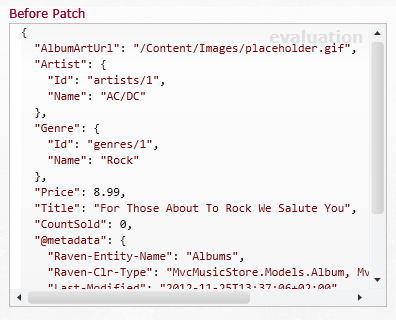 Before Patch
evaluation
{
"AlbumArtUrl": "/Content/Images/placeholder.gif",
"Artist": {
"Id": "artists/1",
"Name": "AC/DC"
},
"Genre": {
"Id": "genres/1",
"Name": "Rock"
},
"Price": 8.99,
"Title": "For Those About To Rock We Salute You",
"CountSold": 0,
"@metadata": {
"Raven-Entity-Name": "Albums",
"Raven-Clr-Type": "MvcMusicStore.Models.Album, Mv
"Last-Modified": "2012-11-25T13:37:06+02:00"